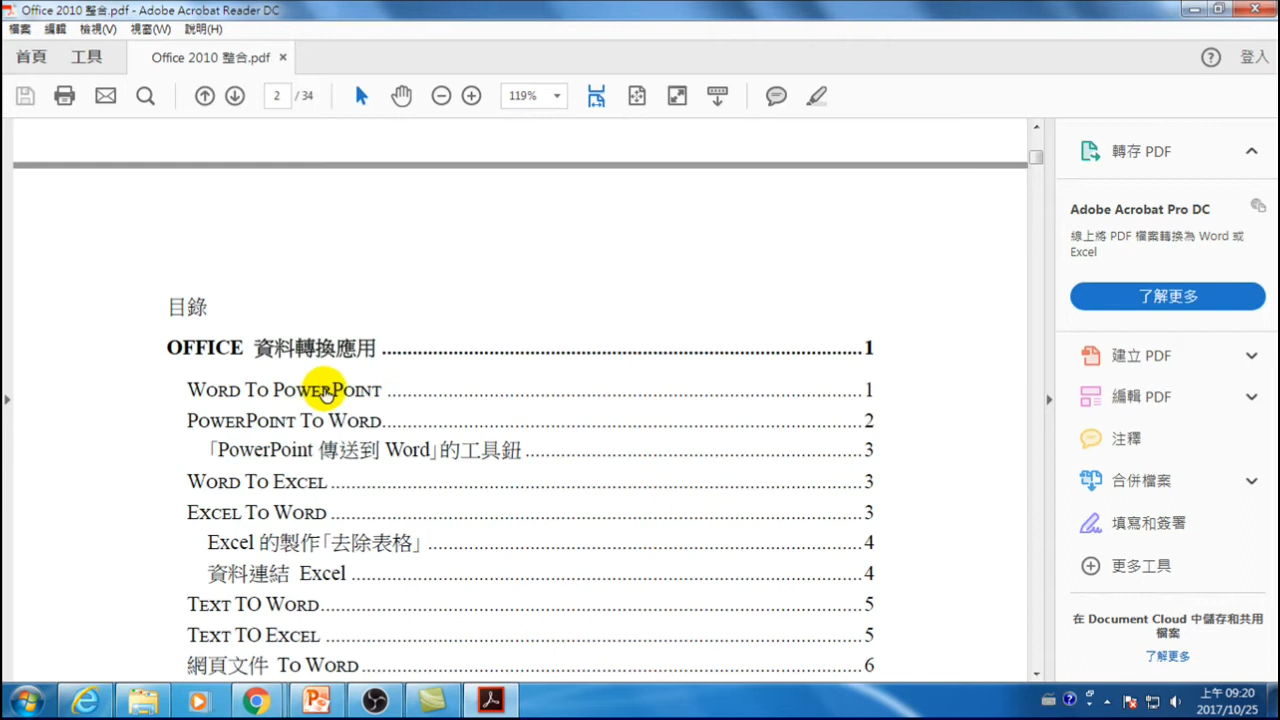 Office 2010 整合.pdf - Adobe Acrobat Reader DC
檔案 編輯 檢視(V) 視窗(W) 說明(H)
首頁 工具 Office 2010 整合.pdf × 登入
2 / 34 119%
目錄
OFFICE 資料轉換應用 ........ 1
WORD TO POWERPOINT ........ 1
POWERPOINT TO WORD ........ 2
「PowerPoint 傳送到 Word」的工具鈕 ........ 3
WORD TO EXCEL ........ 3
EXCEL TO WORD ........ 3
Excel 的製作「去除表格」 ........ 4
資料連結 Excel ........ 4
TEXT TO WORD ........ 5
TEXT TO EXCEL ........ 5
網頁文件 TO WORD ........ 6
轉存 PDF
Adobe Acrobat Pro DC
線上將 PDF 檔案轉換為 Word 或
Excel
了解更多
建立 PDF
編輯 PDF
注釋
合併檔案
填寫和簽署
更多工具
在 Document Cloud 中儲存和共用
檔案
了解更多
上午 09:20
2017/10/25